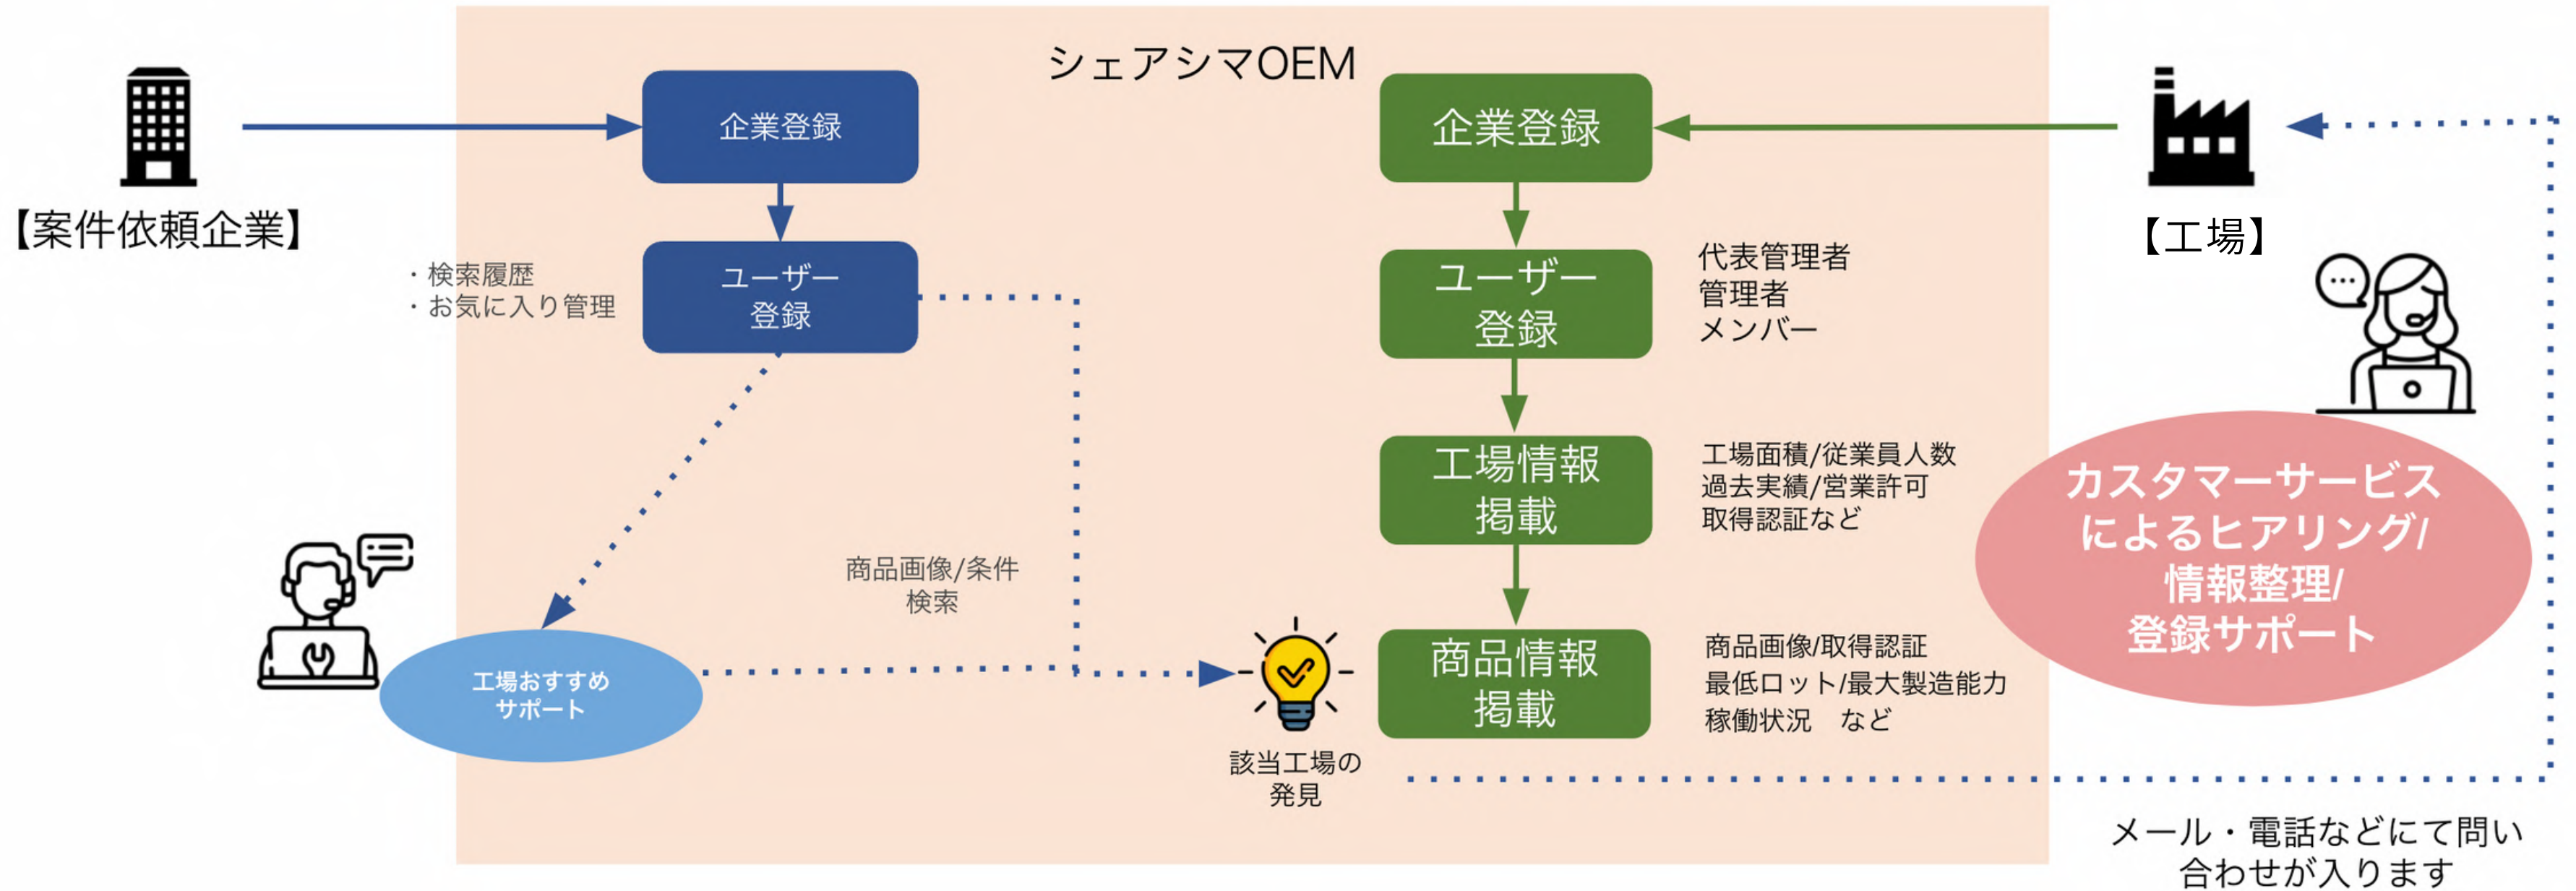 シェアシマOEM
【案件依頼企業】
企業登録
ユーザー
登録
・検索履歴
・お気に入り管理
工場おすすめ
サポート
商品画像/条件
検索
該当工場の
発見
企業登録
ユーザー
登録
代表管理者
管理者
メンバー
工場情報
掲載
工場面積/従業員人数
過去実績/営業許可
取得認証など
商品情報
掲載
商品画像/取得認証
最低ロット/最大製造能力
稼働状況　など
【工場】
カスタマーサービス
によるヒアリング/
情報整理/
登録サポート
メール・電話などにて問い
合わせが入ります